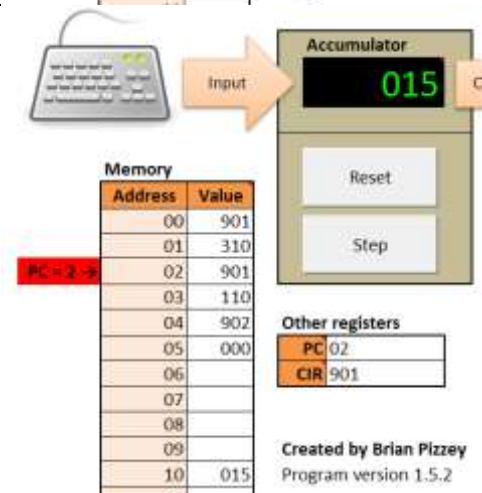 Accumulator
Input
015
Memory
Reset
Address Value
00 901
01 310
Step
PC = 2 → 02 901
03 110
04 902
Other registers
05 000
PC 02
06
CIR 901
07
08
09
Created by Brian Pizzey
10 015
Program version 1.5.2